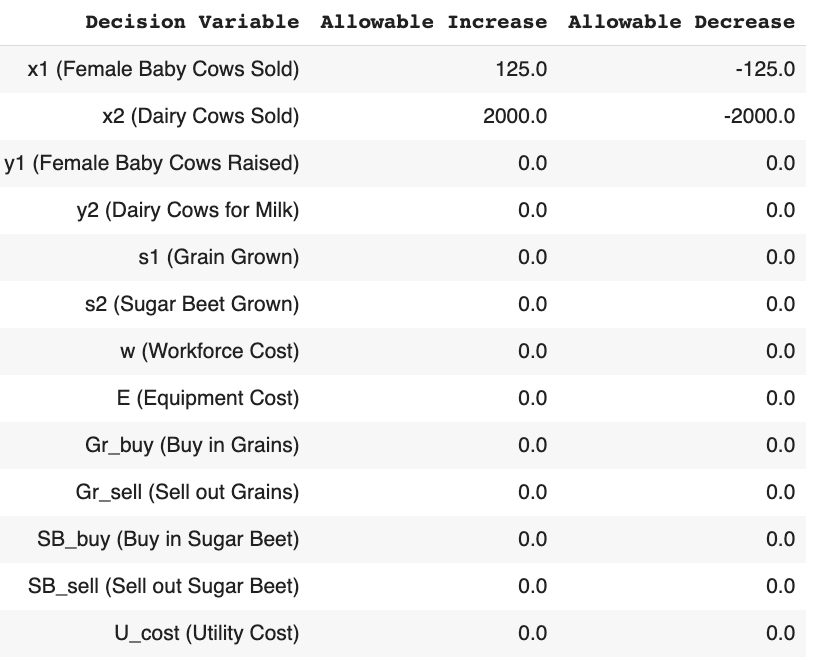 Decision Variable Allowable Increase Allowable Decrease
x1 (Female Baby Cows Sold) 125.0 -125.0
x2 (Dairy Cows Sold) 2000.0 -2000.0
y1 (Female Baby Cows Raised) 0.0 0.0
y2 (Dairy Cows for Milk) 0.0 0.0
s1 (Grain Grown) 0.0 0.0
s2 (Sugar Beet Grown) 0.0 0.0
w (Workforce Cost) 0.0 0.0
E (Equipment Cost) 0.0 0.0
Gr_buy (Buy in Grains) 0.0 0.0
Gr_sell (Sell out Grains) 0.0 0.0
SB_buy (Buy in Sugar Beet) 0.0 0.0
SB_sell (Sell out Sugar Beet) 0.0 0.0
U_cost (Utility Cost) 0.0 0.0